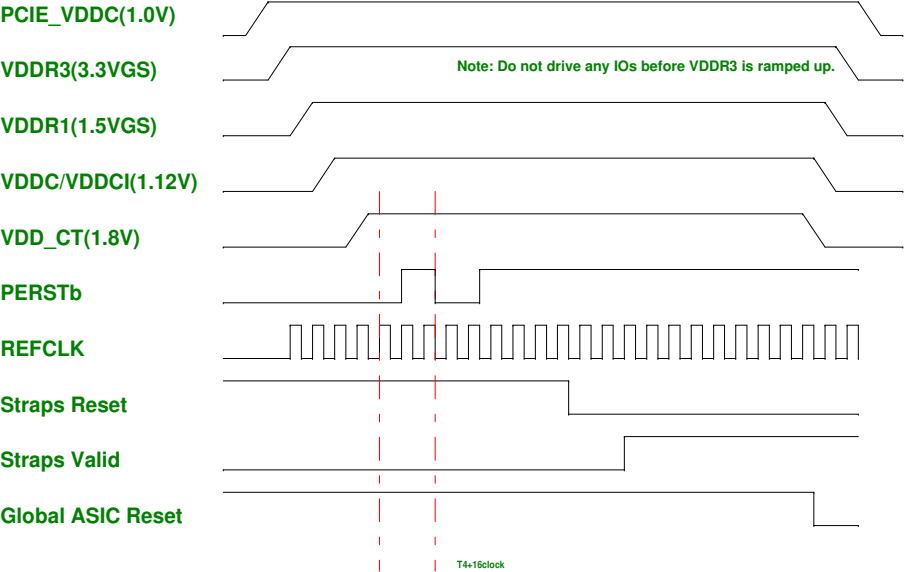 PCIE_VDDC(1.0V)
VDDR3(3.3VGS)
Note: Do not drive any IOs before VDDR3 is ramped up.
VDDR1(1.5VGS)
VDDC/VDDCI(1.12V)
VDD_CT(1.8V)
PERSTb
REFCLK
Straps Reset
Straps Valid
Global ASIC Reset
T4+16clock